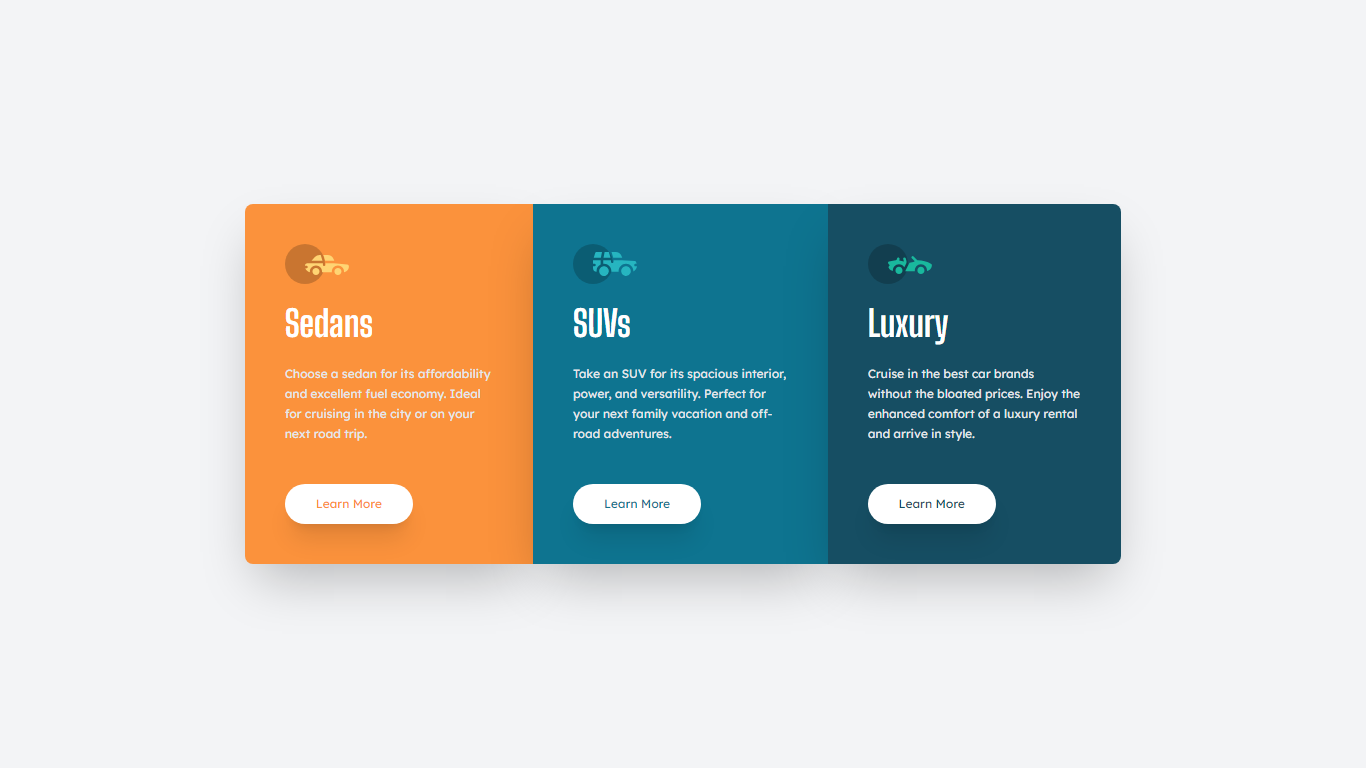 Sedans
Choose a sedan for its affordability
and excellent fuel economy. Ideal
for cruising in the city or on your
next road trip.
Learn More
SUVs
Take an SUV for its spacious interior,
power, and versatility. Perfect for
your next family vacation and off-
road adventures.
Learn More
Luxury
Cruise in the best car brands
without the bloated prices. Enjoy the
enhanced comfort of a luxury rental
and arrive in style.
Learn More